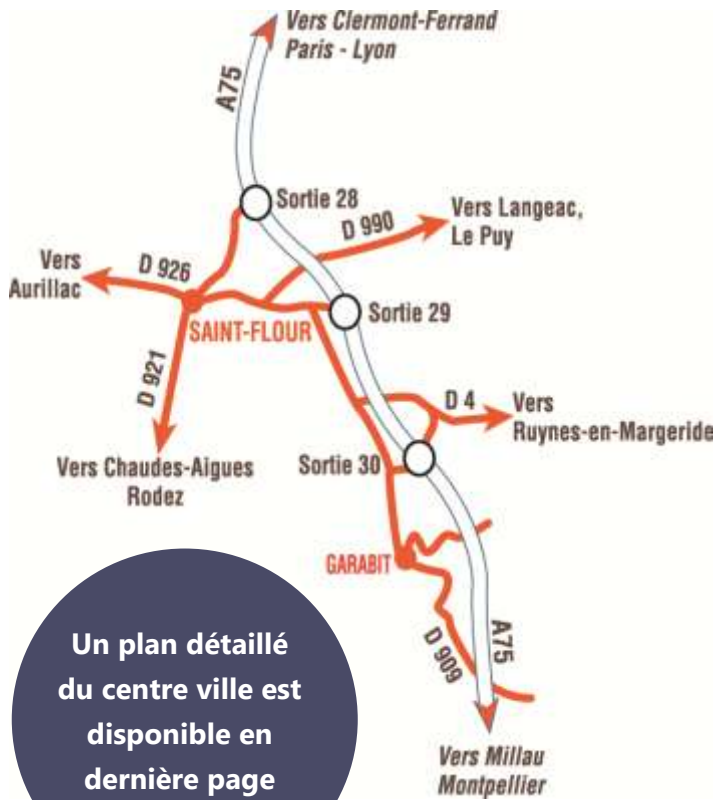 Vers Clermont-Ferrand
Paris - Lyon
A75
Sortie 28
D 990
Vers Langeac,
Le Puy
Vers
Aurillac
D 926
SAINT-FLOUR
Sortie 29
D 921
D 4
Vers
Ruynes-en-Margeride
Vers Chaudes-Aigues
Rodez
Sortie 30
GARABIT
D 909
A75
Vers Millau
Montpellier
Un plan détaillé
du centre ville est
disponible en
dernière page